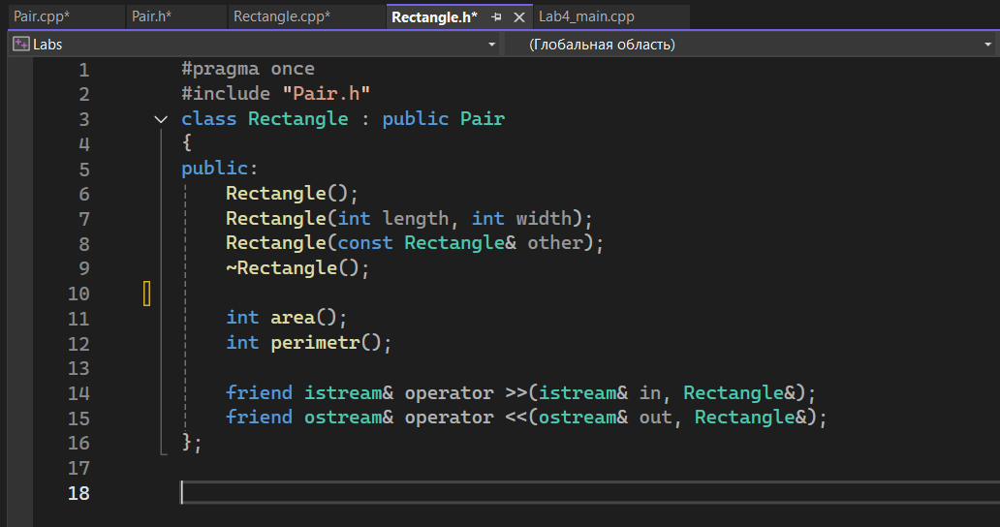 Pair.cpp* Pair.h* Rectangle.cpp* Rectangle.h* Lab4_main.cpp
Labs (Глобальная область)
1 #pragma once
2 #include "Pair.h"
3 class Rectangle : public Pair
4 {
5 public:
6 Rectangle();
7 Rectangle(int length, int width);
8 Rectangle(const Rectangle& other);
9 ~Rectangle();
10
11 int area();
12 int perimetr();
13
14 friend istream& operator >>(istream& in, Rectangle&);
15 friend ostream& operator <<(ostream& out, Rectangle&);
16 };
17
18